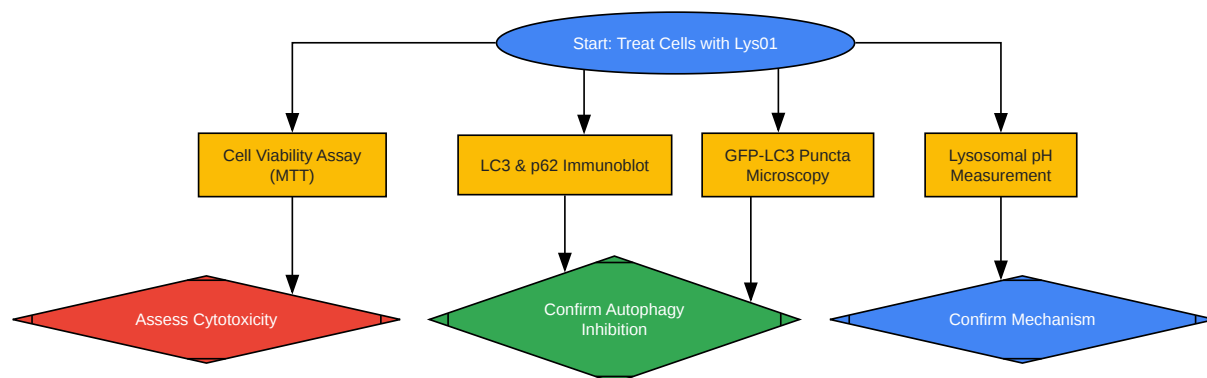 Start: Treat Cells with Lys01
Cell Viability Assay
(MTT)
LC3 & p62 Immunoblot
GFP-LC3 Puncta
Microscopy
Lysosomal pH
Measurement
Assess Cytotoxicity
Confirm Autophagy
Inhibition
Confirm Mechanism